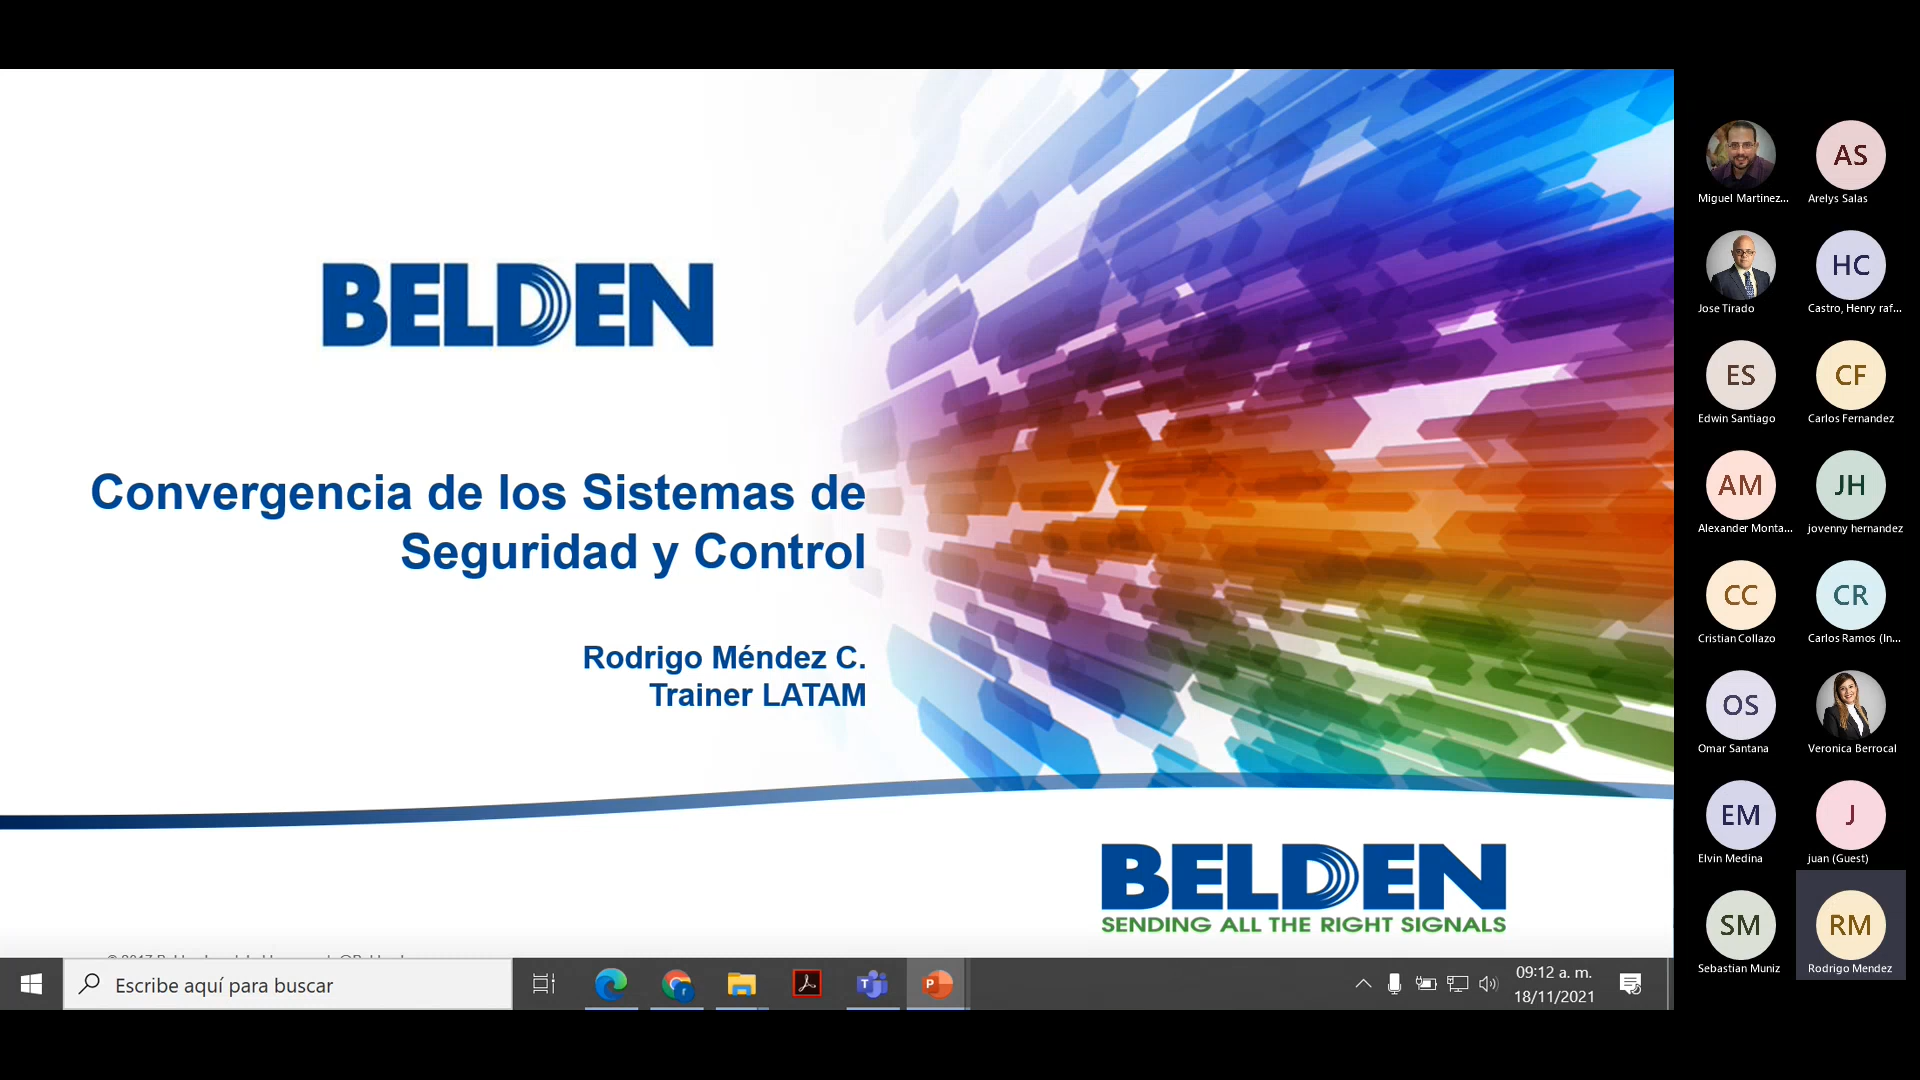 BELDEN
Convergencia de los Sistemas de
Seguridad y Control
Rodrigo Méndez C.
Trainer LATAM
BELDEN
SENDING ALL THE RIGHT SIGNALS
Escribe aquí para buscar
09:12 a. m.
18/11/2021
Miguel Martinez...
AS
Arelys Salas
Jose Tirado
HC
Castro, Henry raf...
ES
Edwin Santiago
CF
Carlos Fernandez
AM
Alexander Monta...
JH
jovenny hernandez
CC
Cristian Collazo
CR
Carlos Ramos (In...
OS
Omar Santana
Veronica Berrocal
EM
Elvin Medina
J
juan (Guest)
SM
Sebastian Muniz
RM
Rodrigo Mendez